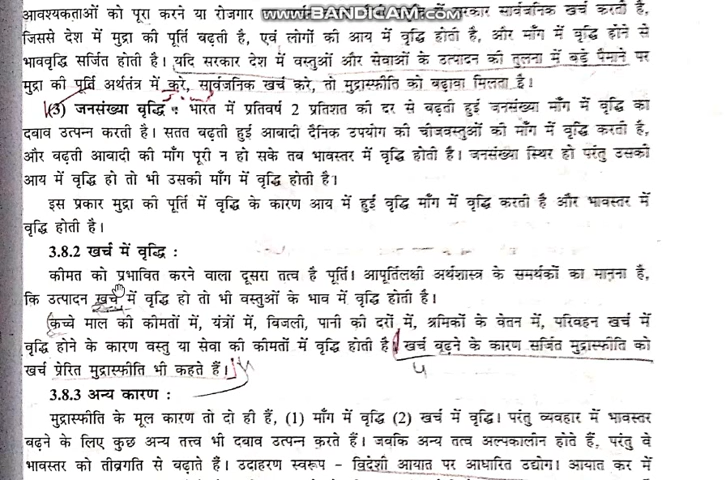 WWW.BANDICAM.COM
आवश्यकताओं को पूरा करने या रोजगार सरकार सार्वजनिक खर्च करती है,
जिससे देश में मुद्रा की पूर्ति बढ़ती है, एवं लोगों की आय में वृद्धि होती है, और माँग में वृद्धि होने से
भाववृद्धि सर्जित होती है। यदि सरकार देश में वस्तुओं और सेवाओं के उत्पादन की तुलना में बड़े पैमाने पर
मुद्रा की पूर्ति अर्थतंत्र में करे, सार्वजनिक खर्च करे, तो मुद्रास्फीति को बढ़ावा मिलता है।
(3) जनसंख्या वृद्धि : भारत में प्रतिवर्ष 2 प्रतिशत की दर से बढ़ती हुई जनसंख्या माँग में वृद्धि का
दबाव उत्पन्न करती है। सतत बढ़ती हुई आबादी दैनिक उपयोग की चीजवस्तुओं की माँग में वृद्धि करती है,
और बढ़ती आबादी की माँग पूरी न हो सके तब भावस्तर में वृद्धि होती है। जनसंख्या स्थिर हो परंतु उसकी
आय में वृद्धि हो तो भी उसकी माँग में वृद्धि होती है।
इस प्रकार मुद्रा की पूर्ति में वृद्धि के कारण आय में हुई वृद्धि माँग में वृद्धि करती है और भावस्तर में
वृद्धि होती है।
3.8.2 खर्च में वृद्धि :
कीमत को प्रभावित करने वाला दूसरा तत्व है पूर्ति। आपूर्तिलक्षी अर्थशास्त्र के समर्थकों का मानना है,
कि उत्पादन खर्च में वृद्धि हो तो भी वस्तुओं के भाव में वृद्धि होती है।
कच्चे माल की कीमतों में, यंत्रों में, बिजली, पानी की दरों में, श्रमिकों के वेतन में, परिवहन खर्च में
वृद्धि होने के कारण वस्तु या सेवा की कीमतों में वृद्धि होती है। खर्च बढ़ने के कारण सर्जित मुद्रास्फीति को
खर्च प्रेरित मुद्रास्फीति भी कहते हैं।
3.8.3 अन्य कारण :
मुद्रास्फीति के मूल कारण तो दो ही हैं, (1) माँग में वृद्धि (2) खर्च में वृद्धि। परंतु व्यवहार में भावस्तर
बढ़ने के लिए कुछ अन्य तत्त्व भी दबाव उत्पन्न करते हैं। जबकि अन्य तत्व अल्पकालीन होते हैं, परंतु वे
भावस्तर को तीव्रगति से बढ़ाते हैं। उदाहरण स्वरूप - विदेशी आयात पर आधारित उद्योग। आयात कर में